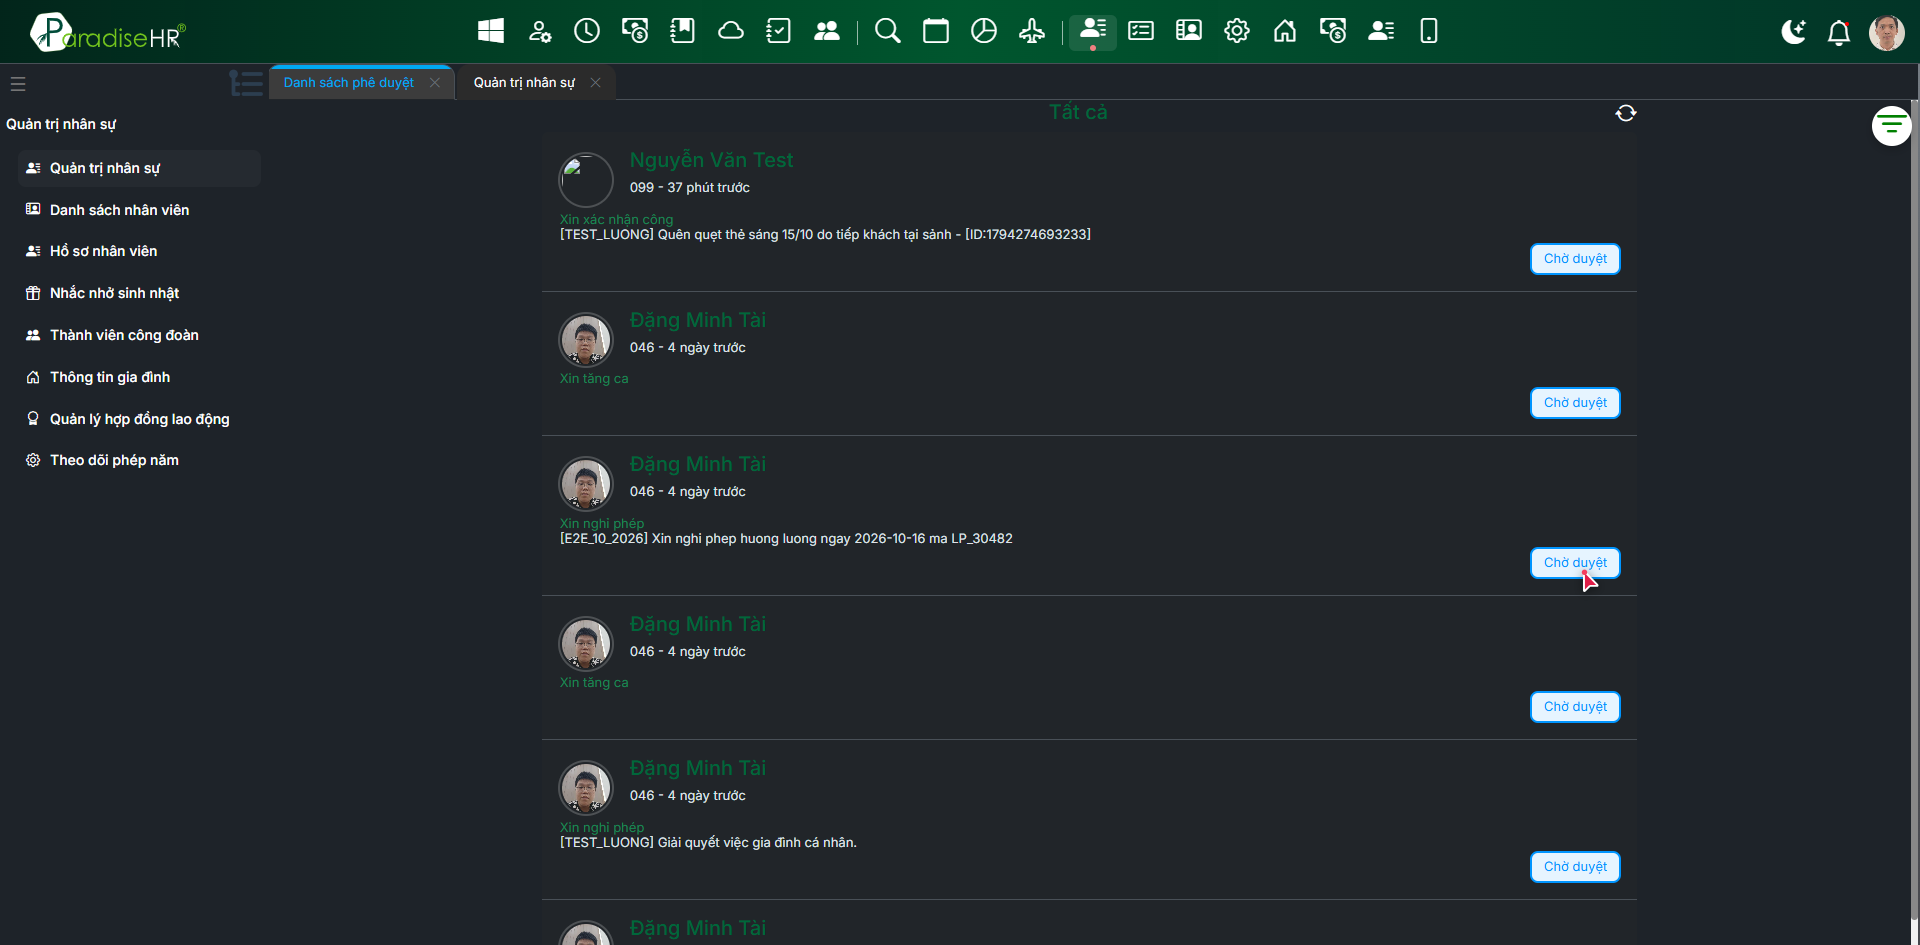 ParadiseHR®
Danh sách phê duyệt
Quản trị nhân sự
Quản trị nhân sự
Quản trị nhân sự
Danh sách nhân viên
Hồ sơ nhân viên
Nhắc nhở sinh nhật
Thành viên công đoàn
Thông tin gia đình
Quản lý hợp đồng lao động
Theo dõi phép năm
Tất cả
Nguyễn Văn Test
099 - 37 phút trước
Xin xác nhận công
[TEST_LUONG] Quên quẹt thẻ sáng 15/10 do tiếp khách tại sảnh - [ID:1794274693233]
Chờ duyệt
Đặng Minh Tài
046 - 4 ngày trước
Xin tăng ca
Chờ duyệt
Đặng Minh Tài
046 - 4 ngày trước
Xin nghỉ phép
[E2E_10_2026] Xin nghi phep huong luong ngay 2026-10-16 ma LP_30482
Chờ duyệt
Đặng Minh Tài
046 - 4 ngày trước
Xin tăng ca
Chờ duyệt
Đặng Minh Tài
046 - 4 ngày trước
Xin nghỉ phép
[TEST_LUONG] Giải quyết việc gia đình cá nhân.
Chờ duyệt
Đặng Minh Tài